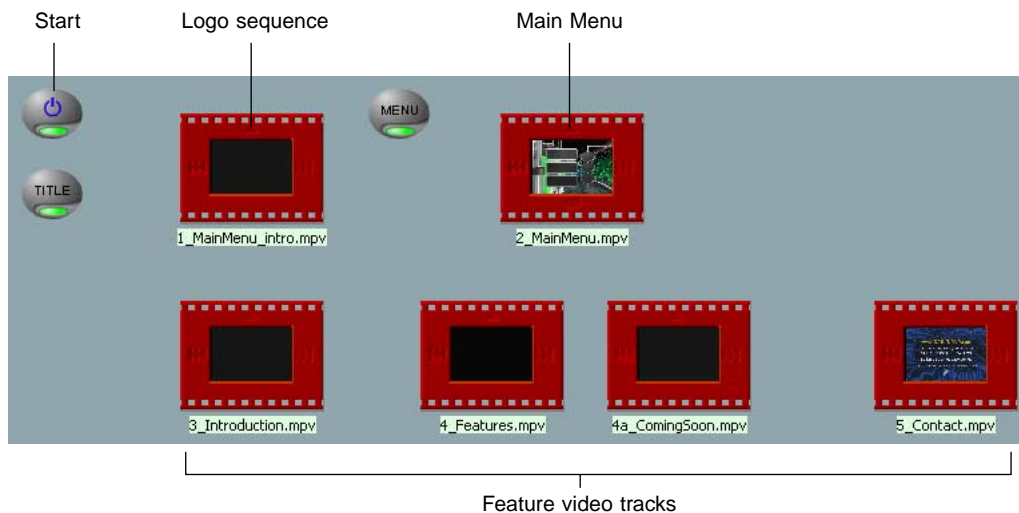 Start
Logo sequence
Main Menu
MENU
TITLE
1_MainMenu_intro.mpv
2_MainMenu.mpv
3_Introduction.mpv
4_Features.mpv
4a_ComingSoon.mpv
5_Contact.mpv
Feature video tracks